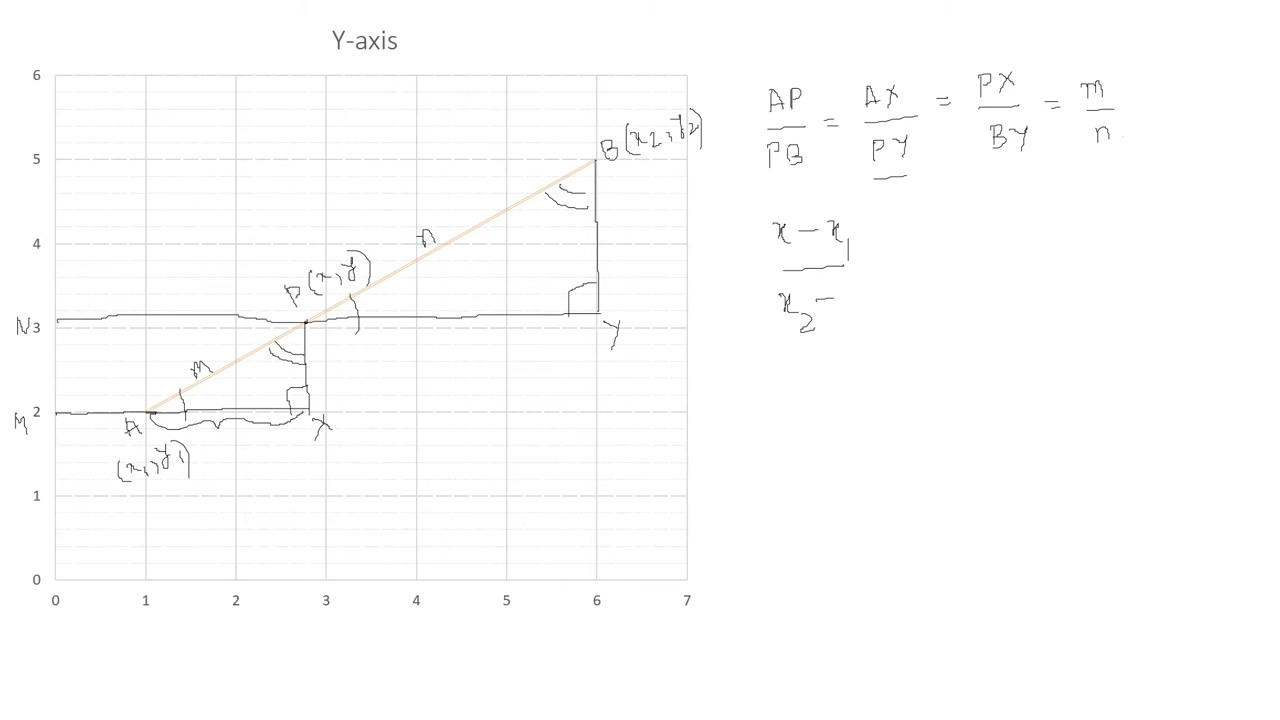 Y-axis
6
B(x2,y2)
5
n
4
P(x,y)
N 3
Y
m
M 2
A X
(x1,y1)
1
0
0 1 2 3 4 5 6 7
AP/PB = AX/PY = PX/BY = m/n
x-x1
x2-